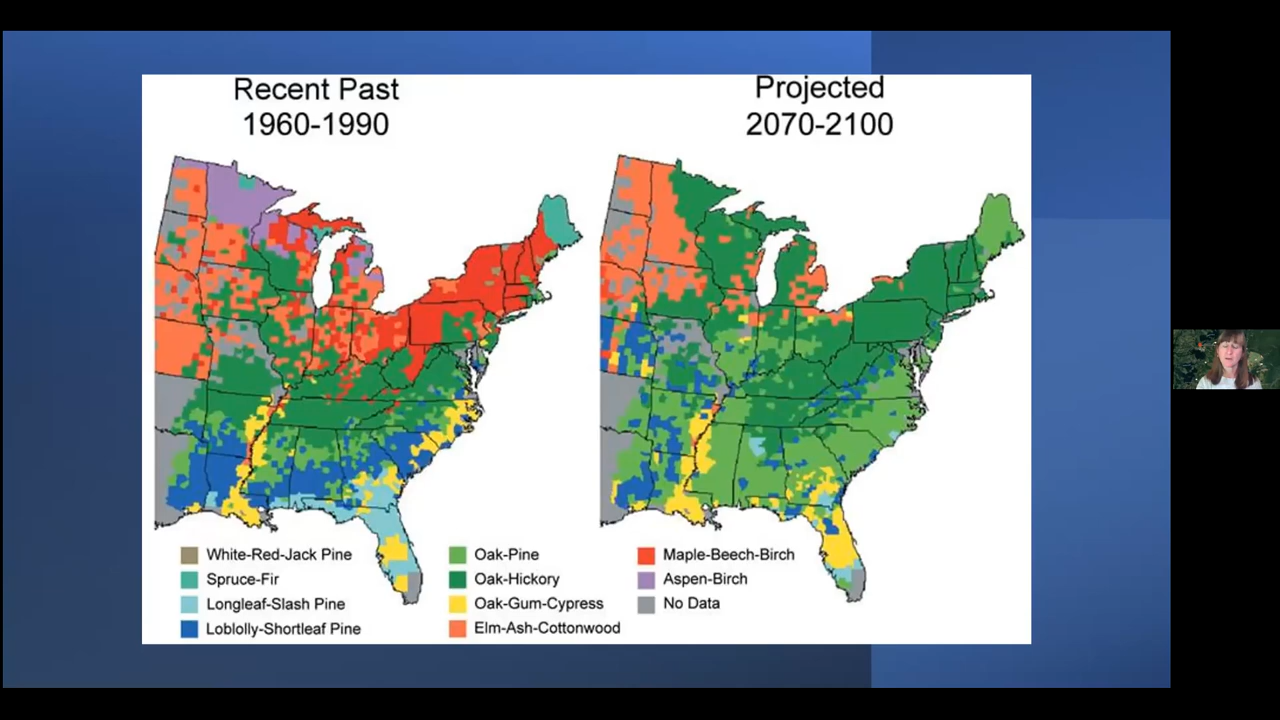 Recent Past
1960-1990
Projected
2070-2100
White-Red-Jack Pine
Spruce-Fir
Longleaf-Slash Pine
Loblolly-Shortleaf Pine
Oak-Pine
Oak-Hickory
Oak-Gum-Cypress
Elm-Ash-Cottonwood
Maple-Beech-Birch
Aspen-Birch
No Data